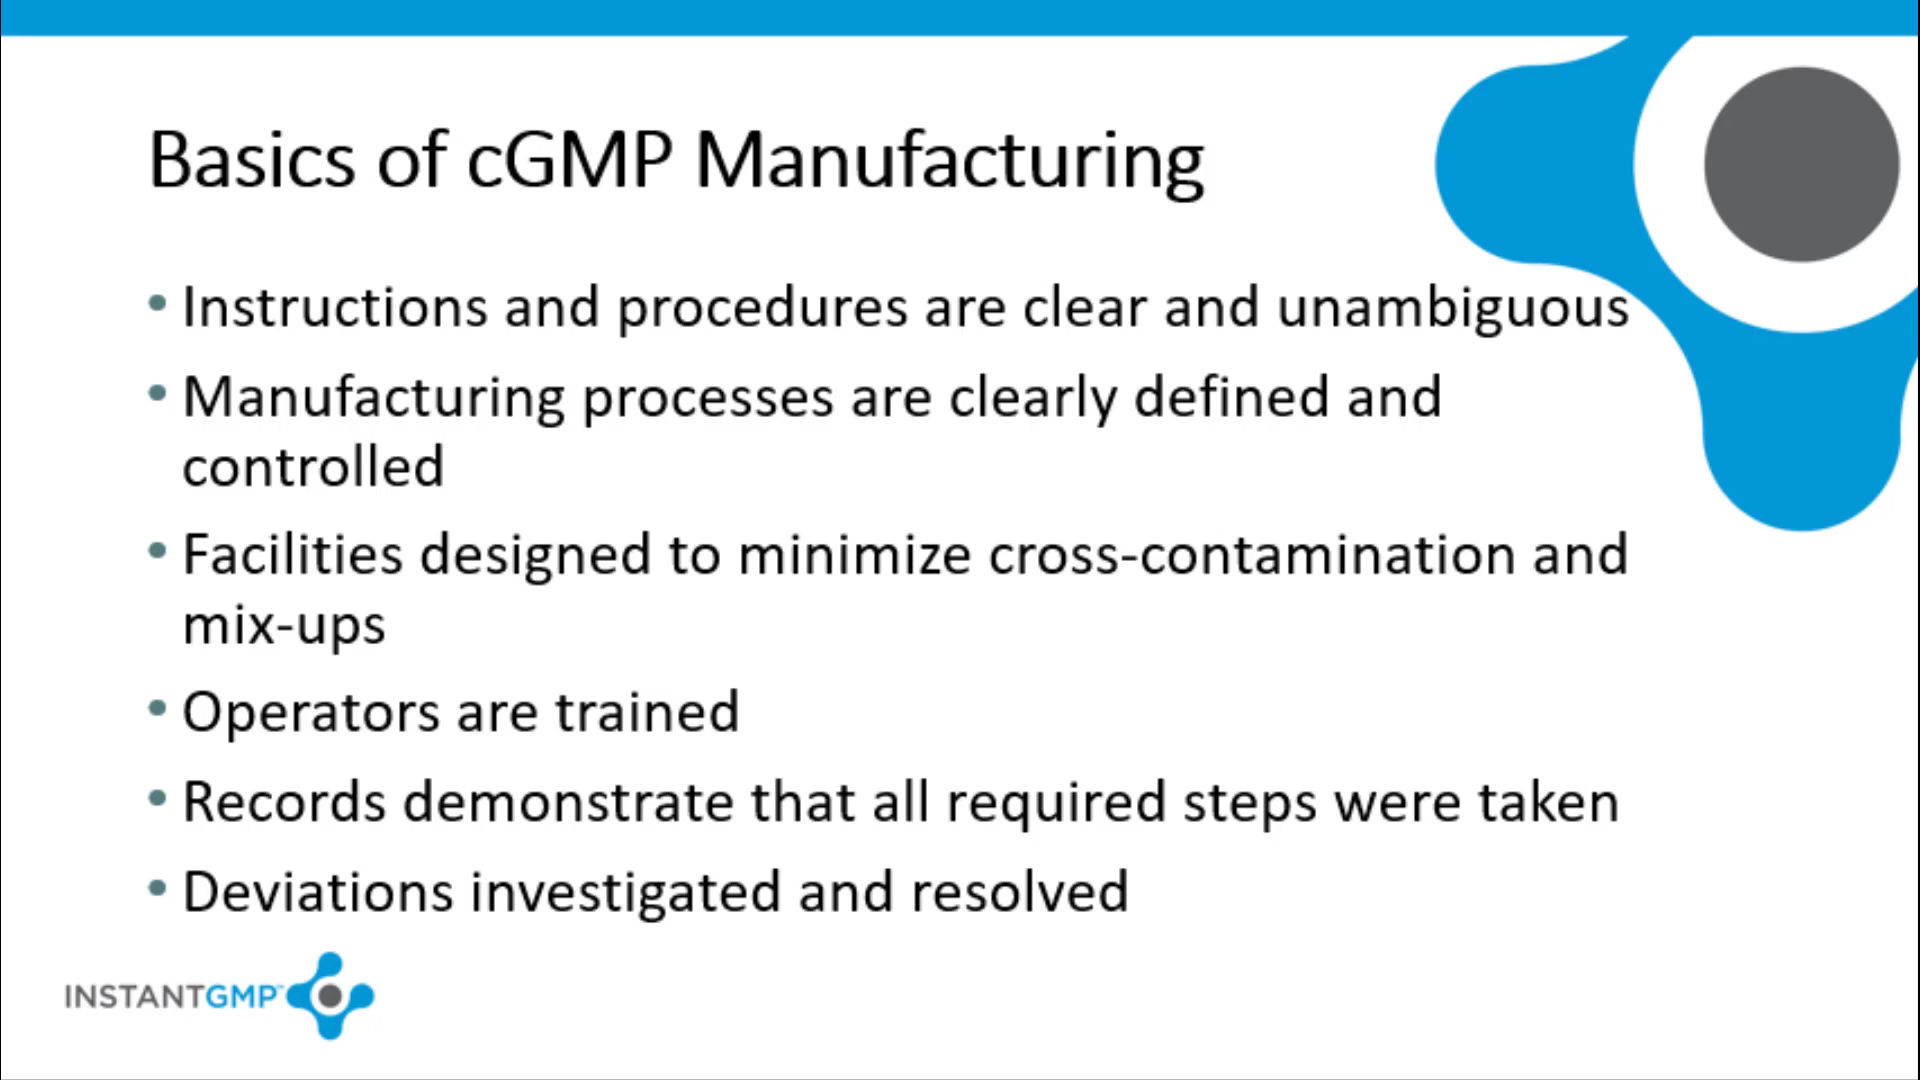 Basics of cGMP Manufacturing
• Instructions and procedures are clear and unambiguous
• Manufacturing processes are clearly defined and
controlled
• Facilities designed to minimize cross-contamination and
mix-ups
• Operators are trained
• Records demonstrate that all required steps were taken
• Deviations investigated and resolved
INSTANTGMP™